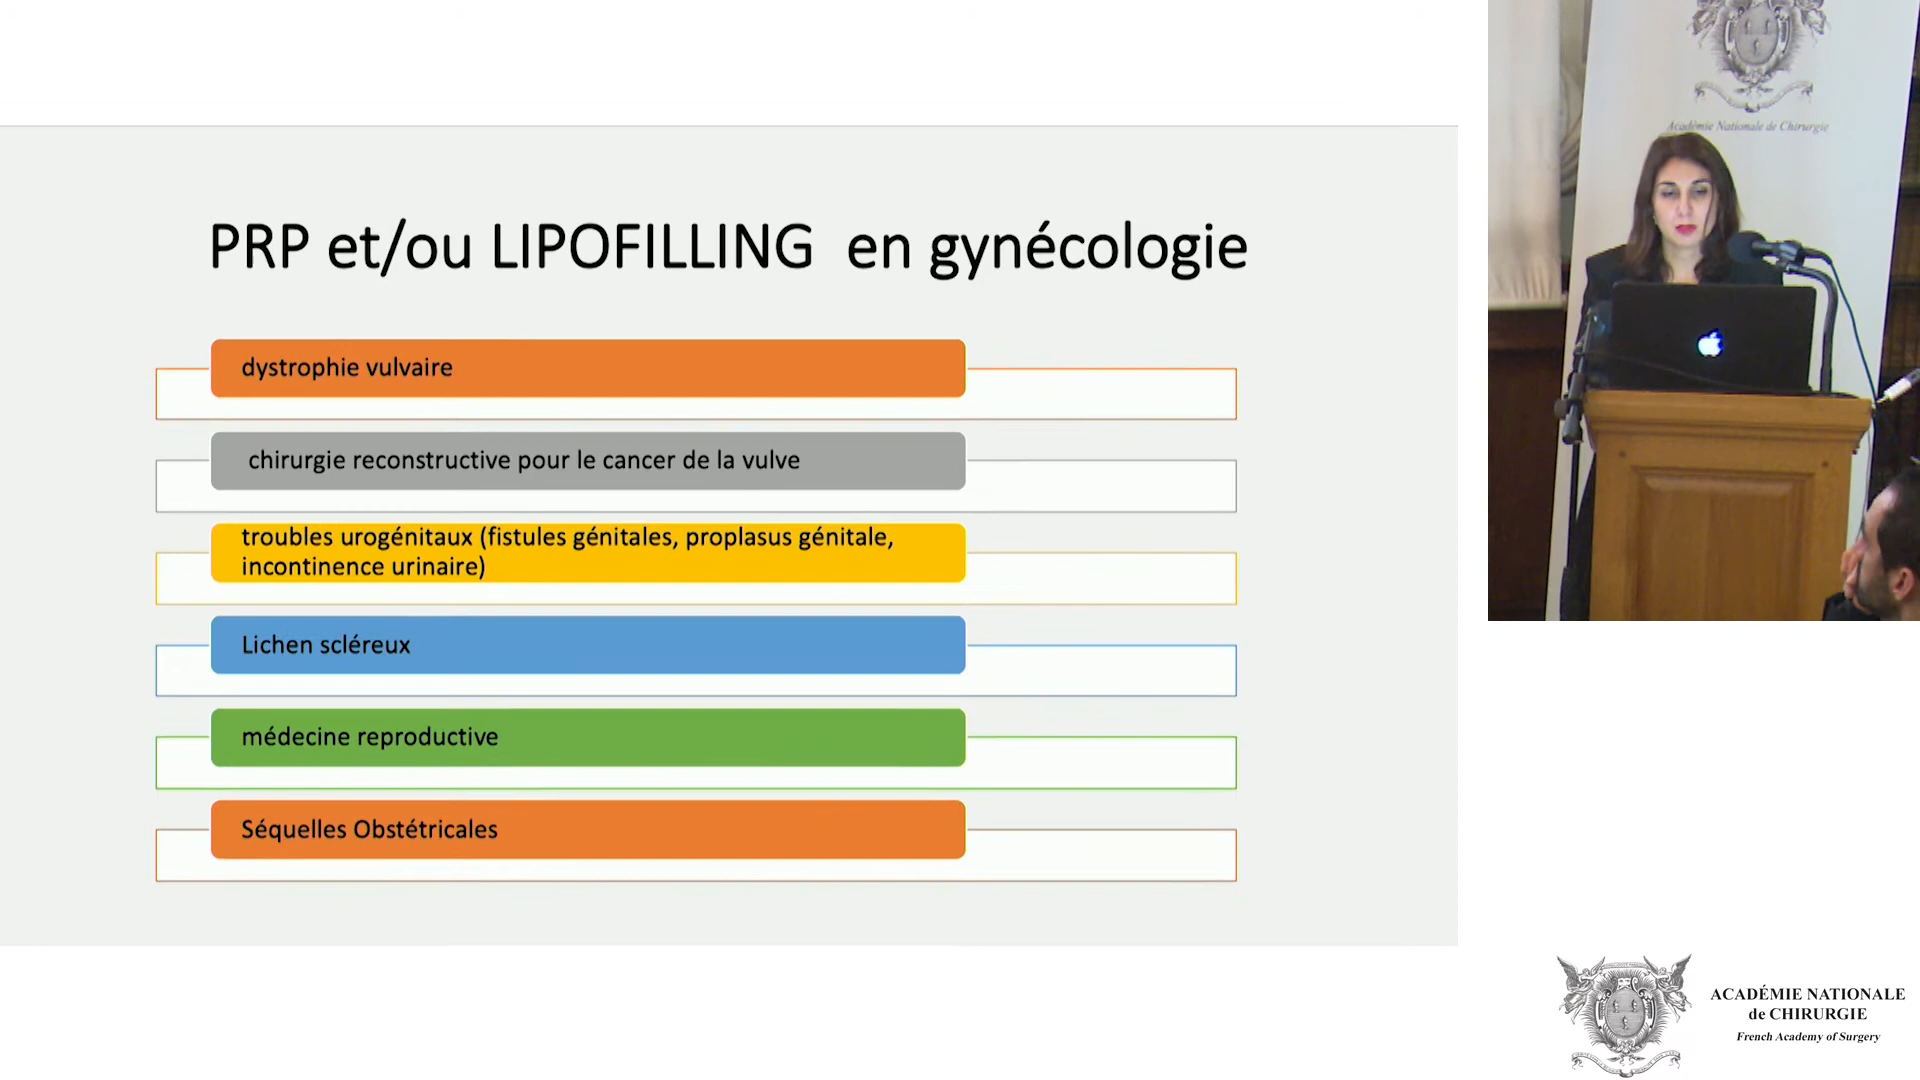 PRP et/ou LIPOFILLING en gynécologie
dystrophie vulvaire
chirurgie reconstructive pour le cancer de la vulve
troubles urogénitaux (fistules génitales, proplasus génitale,
incontinence urinaire)
Lichen scléreux
médecine reproductive
Séquelles Obstétricales
Académie Nationale de Chirurgie
ACADÉMIE NATIONALE
de CHIRURGIE
French Academy of Surgery